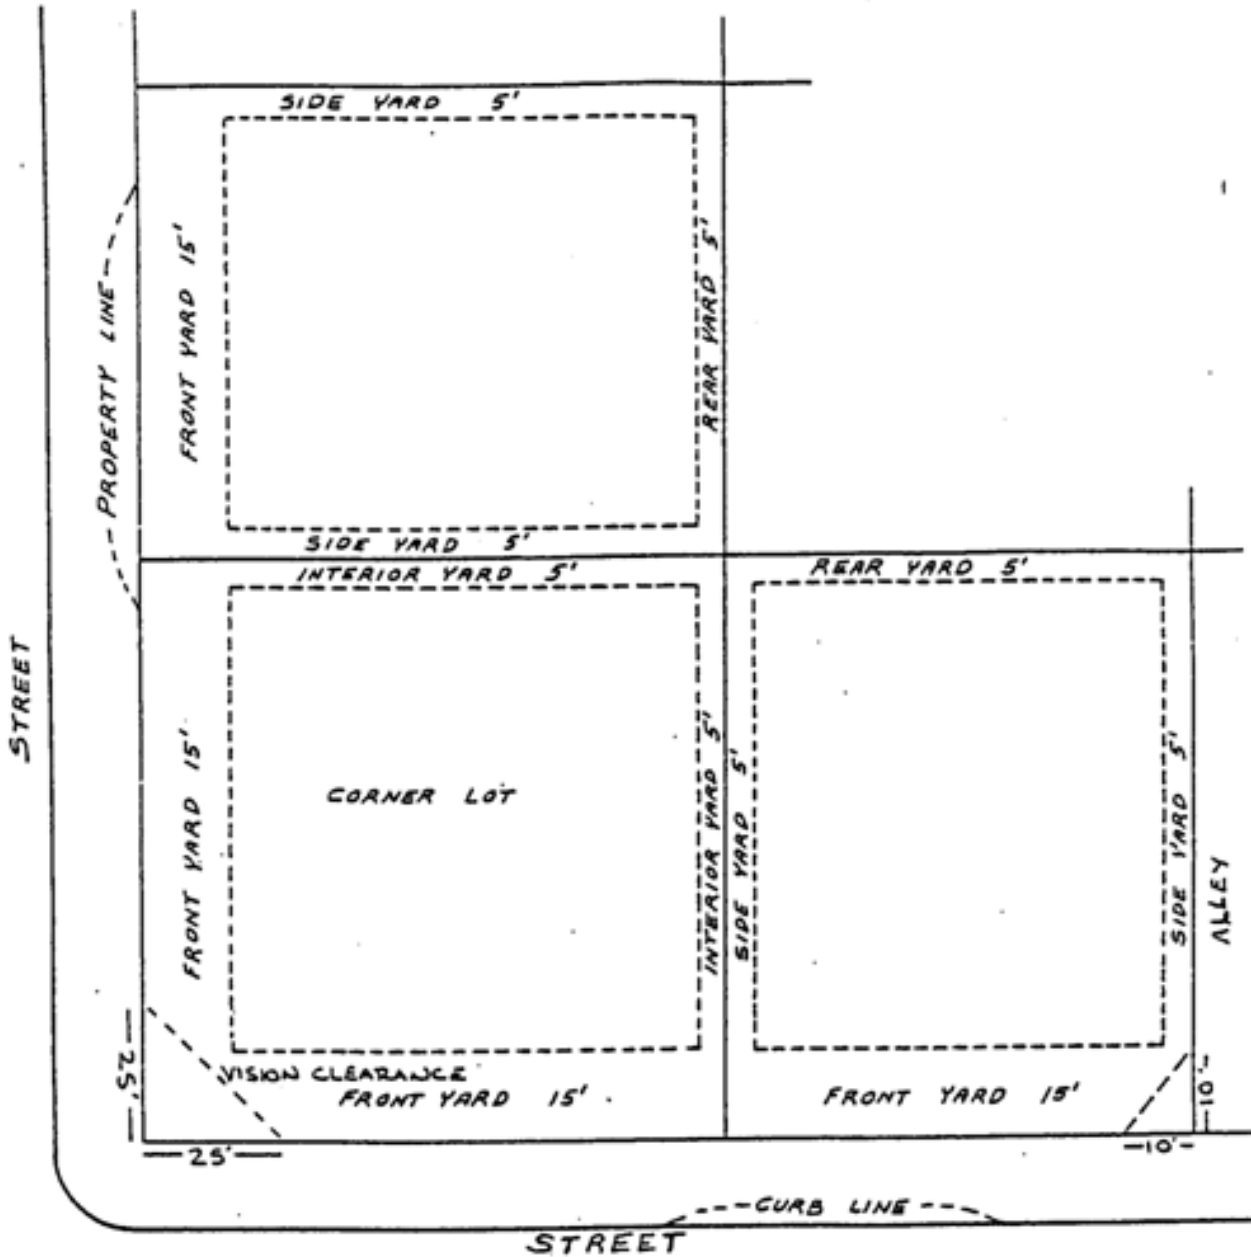 SIDE YARD 5'
FRONT YARD 15'
REAR YARD 5'
PROPERTY LINE
SIDE YARD 5'
INTERIOR YARD 5'
REAR YARD 5'
STREET
FRONT YARD 15'
CORNER LOT
INTERIOR YARD 5'
SIDE YARD 5'
SIDE YARD 5'
ALLEY
25'
VISION CLEARANCE
FRONT YARD 15'
FRONT YARD 15'
10'
25'
10'
CURB LINE
STREET